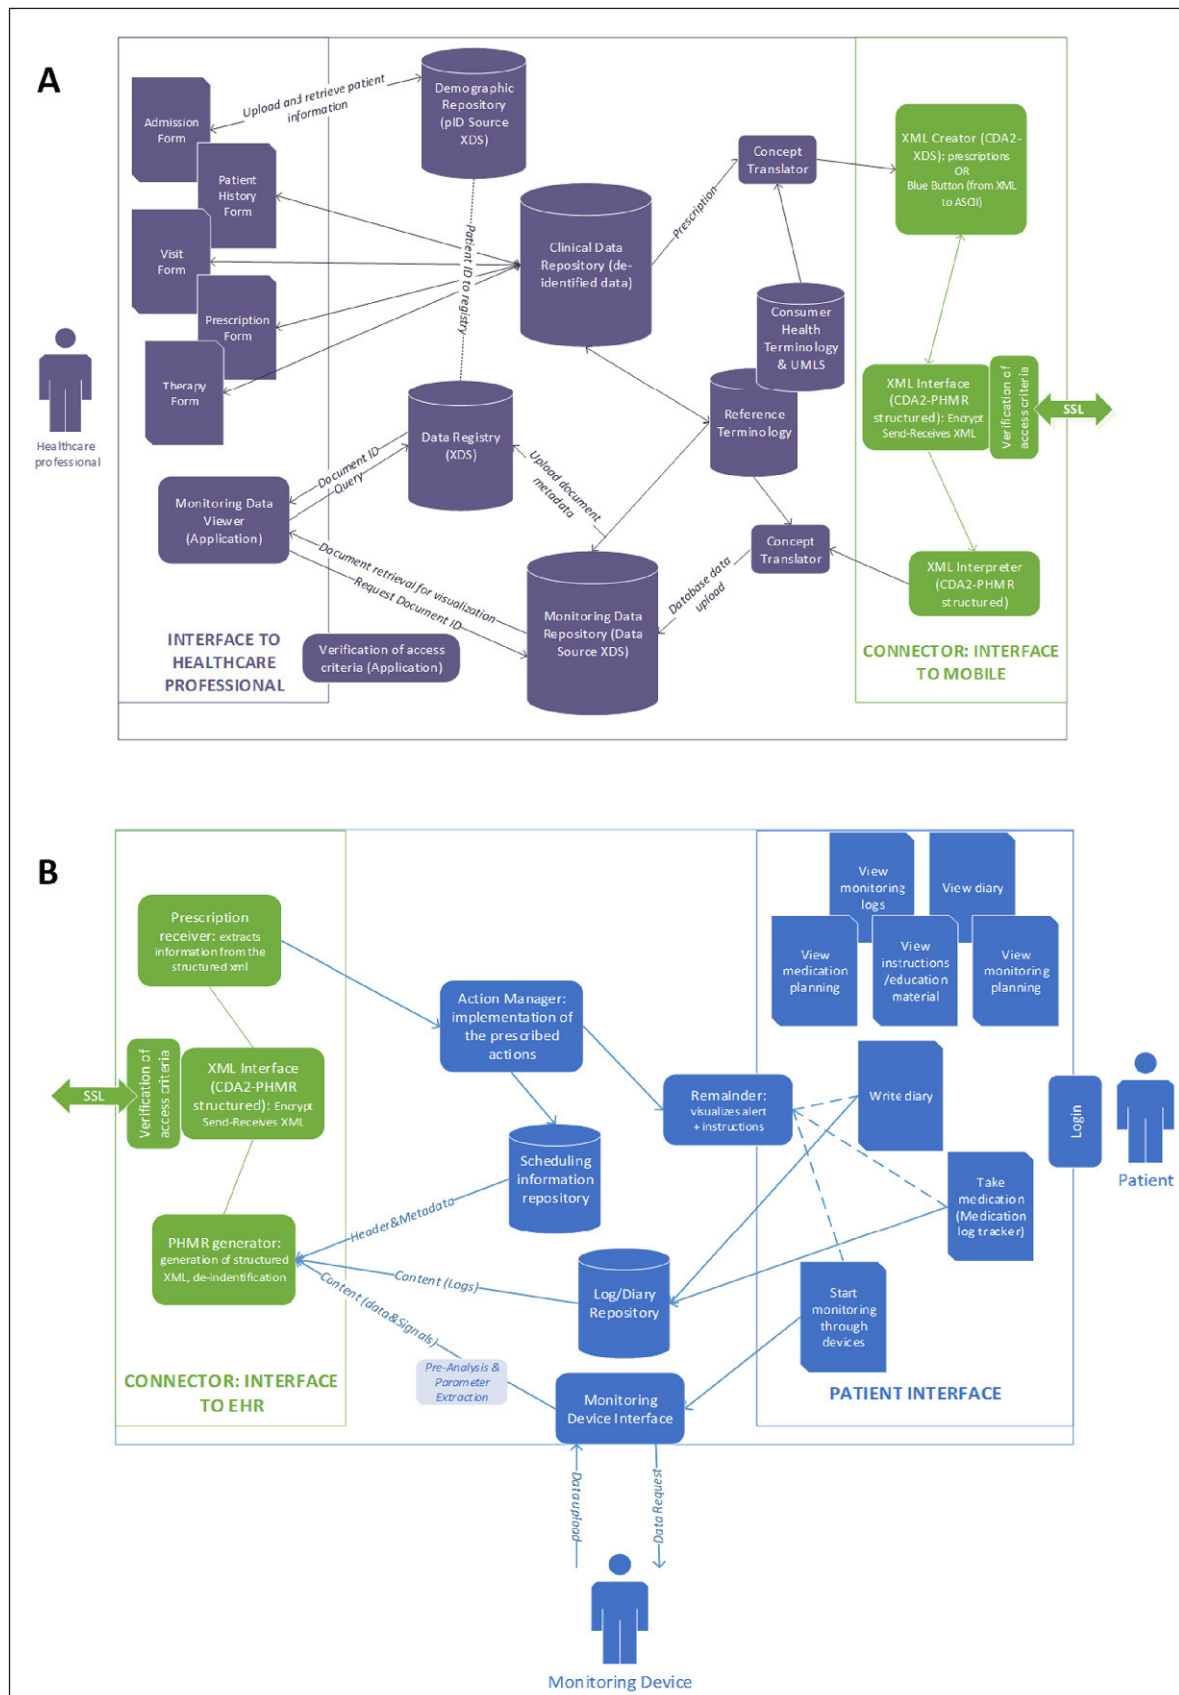 A
Admission
Form
Patient
History
Form
Visit
Form
Prescription
Form
Therapy
Form
Healthcare
professional
Upload and retrieve patient
information
Demographic
Repository
(pID Source
XDS)
Patient ID to registry
Clinical Data
Repository (de-
identified data)
Prescription
Concept
Translator
Consumer
Health
Terminology
& UMLS
Reference
Terminology
XML Creator (CDA2-
XDS): prescriptions
OR
Blue Button (from XML
to ASCII)
XML Interface
(CDA2-PHMR
structured): Encrypt
Send-Receives XML
Verification of
access criteria
SSL
Data Registry
(XDS)
Document ID
Query
Upload document
metadata
Monitoring Data
Viewer
(Application)
Document retrieval for visualization
Request Document ID
Concept
Translator
Database data
upload
XML Interpreter
(CDA2-PHMR
structured)
Monitoring Data
Repository (Data
Source XDS)
Verification of access
criteria (Application)
INTERFACE TO
HEALTHCARE
PROFESSIONAL
CONNECTOR: INTERFACE
TO MOBILE
B
Prescription
receiver: extracts
information from the
structured xml
Verification of
access criteria
SSL
XML Interface
(CDA2-PHMR
structured): Encrypt
Send-Receives XML
PHMR generator:
generation of structured
XML, de-indentification
CONNECTOR: INTERFACE
TO EHR
Action Manager:
implementation of
the prescribed
actions
Remainder:
visualizes alert
+ instructions
Scheduling
information
repository
Header&Metadata
Content (Logs)
Content (data&Signals)
Log/Diary
Repository
Pre-Analysis &
Parameter
Extraction
Monitoring
Device Interface
View
monitoring
logs
View diary
View
medication
planning
View
instructions
/education
material
View
monitoring
planning
Write diary
Take
medication
(Medication
log tracker)
Start
monitoring
through
devices
PATIENT INTERFACE
Login
Patient
Data upload
Data Request
Monitoring Device